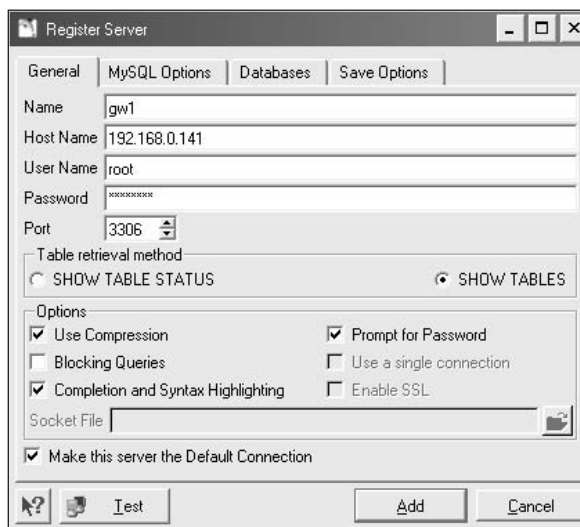 Register Server
General MySQL Options Databases Save Options
Name gw1
Host Name 192.168.0.141
User Name root
Password ********
Port 3306
Table retrieval method
SHOW TABLE STATUS SHOW TABLES
Options
Use Compression Prompt for Password
Blocking Queries Use a single connection
Completion and Syntax Highlighting Enable SSL
Socket File
Make this server the Default Connection
? Test Add Cancel